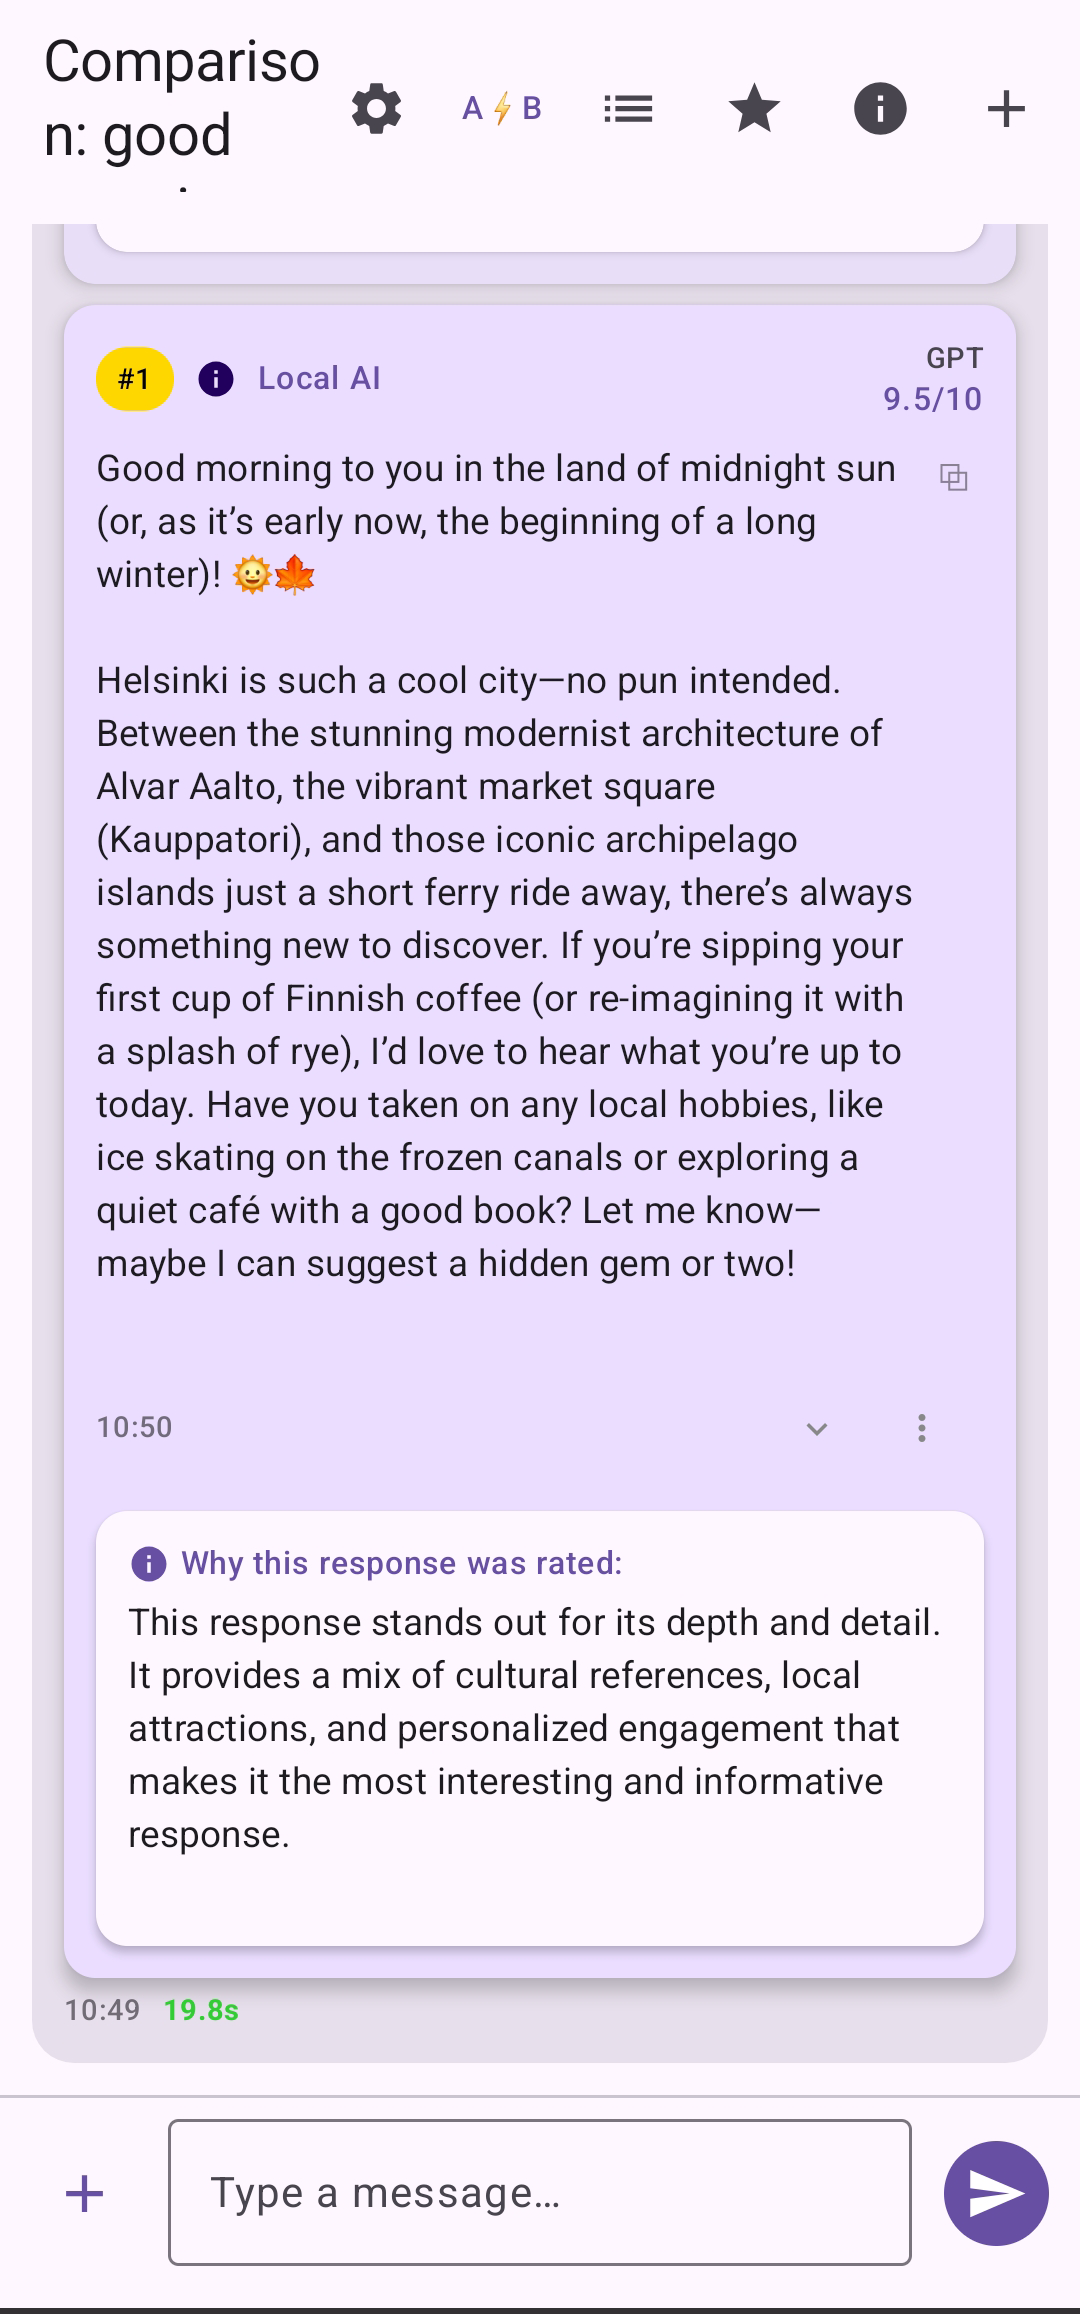 Compariso
n: good
A⚡B
#1
Local AI
GPT
9.5/10
Good morning to you in the land of midnight sun
(or, as it’s early now, the beginning of a long
winter)! 🌞🍁
Helsinki is such a cool city—no pun intended.
Between the stunning modernist architecture of
Alvar Aalto, the vibrant market square
(Kauppatori), and those iconic archipelago
islands just a short ferry ride away, there’s always
something new to discover. If you’re sipping your
first cup of Finnish coffee (or re-imagining it with
a splash of rye), I’d love to hear what you’re up to
today. Have you taken on any local hobbies, like
ice skating on the frozen canals or exploring a
quiet café with a good book? Let me know—
maybe I can suggest a hidden gem or two!
10:50
Why this response was rated:
This response stands out for its depth and detail.
It provides a mix of cultural references, local
attractions, and personalized engagement that
makes it the most interesting and informative
response.
10:49 19.8s
Type a message…